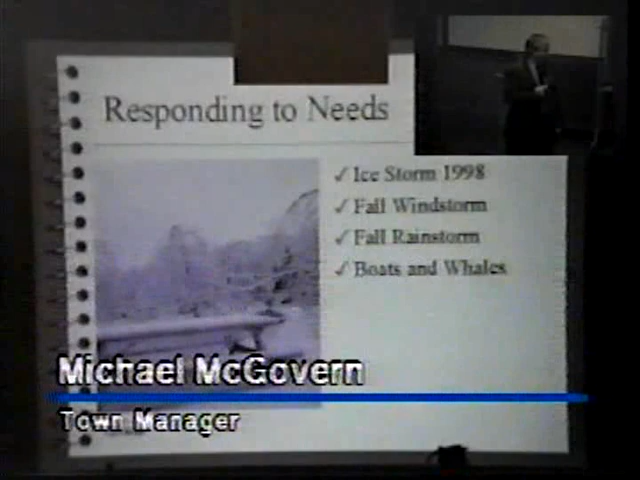 Responding to Needs
✓ Ice Storm 1998
✓ Fall Windstorm
✓ Fall Rainstorm
✓ Boats and Whales
Michael McGovern
Town Manager